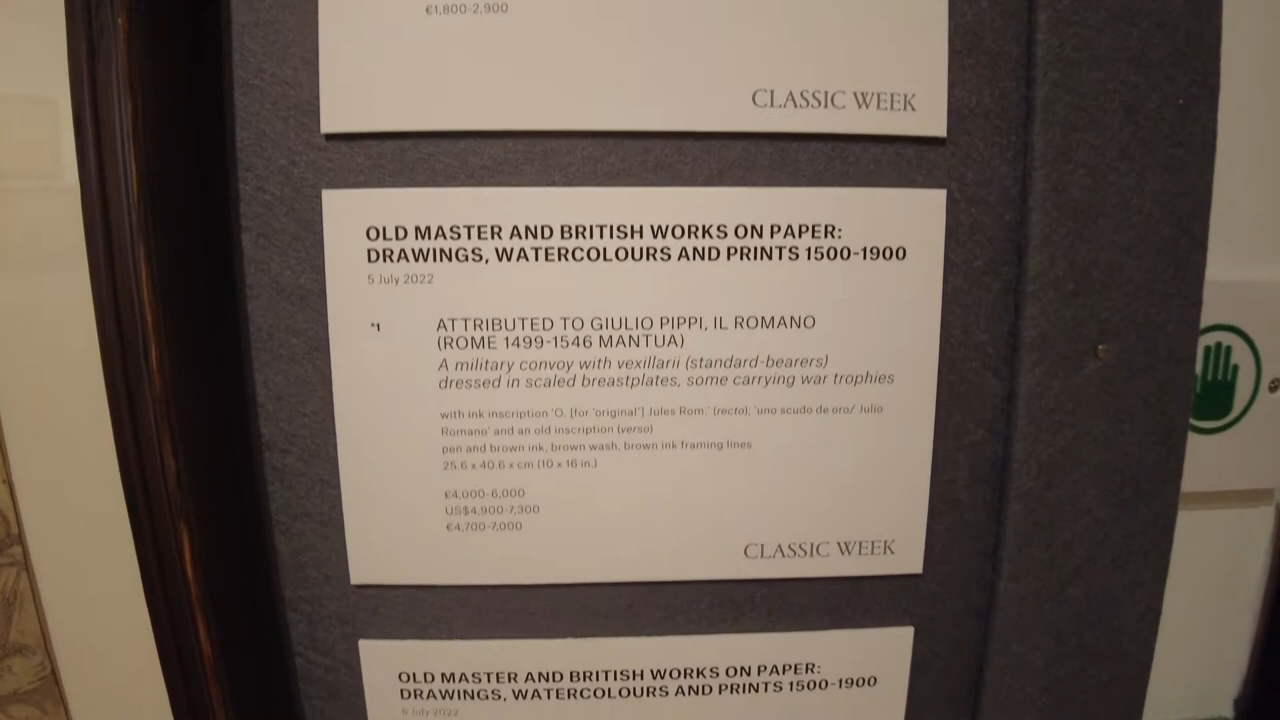 €1,800-2,900
CLASSIC WEEK
OLD MASTER AND BRITISH WORKS ON PAPER:
DRAWINGS, WATERCOLOURS AND PRINTS 1500-1900
5 July 2022
*1
ATTRIBUTED TO GIULIO PIPPI, IL ROMANO
(ROME 1499-1546 MANTUA)
A military convoy with vexillarii (standard-bearers)
dressed in scaled breastplates, some carrying war trophies
with ink inscription 'O. [for 'original'] Jules Rom.' (recto); 'uno scudo de oro/ Julio
Romano' and an old inscription (verso)
pen and brown ink, brown wash, brown ink framing lines
25.6 x 40.6 x cm (10 x 16 in.)
£4,000-6,000
US$4,900-7,300
€4,700-7,000
CLASSIC WEEK
OLD MASTER AND BRITISH WORKS ON PAPER:
DRAWINGS, WATERCOLOURS AND PRINTS 1500-1900
5 July 2022